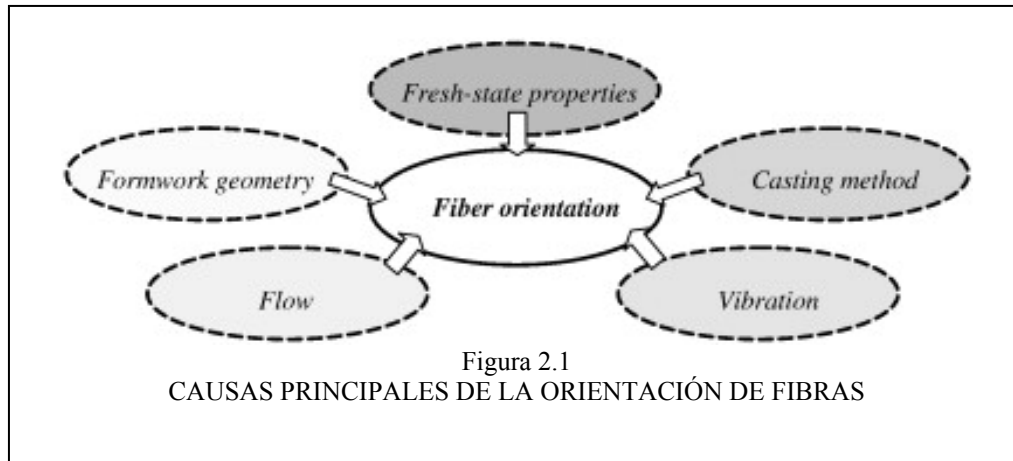 Fresh-state properties
Formwork geometry
Casting method
Fiber orientation
Flow
Vibration
Figura 2.1
CAUSAS PRINCIPALES DE LA ORIENTACIÓN DE FIBRAS